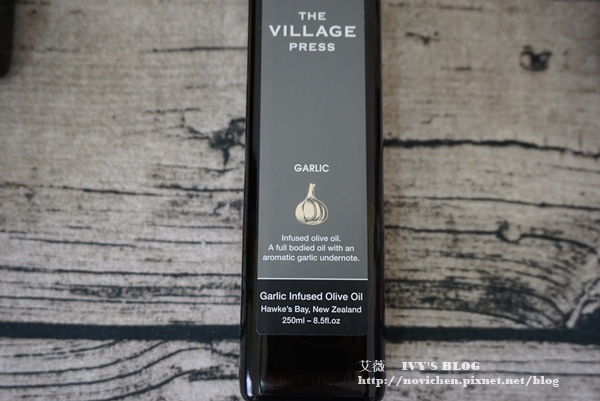 THE
VILLAGE
PRESS
GARLIC
Infused olive oil.
A full bodied oil with an
aromatic garlic undernote.
Garlic Infused Olive Oil
Hawke's Bay, New Zealand
250ml – 8.5fl.oz
艾薇 IVY'S BLOG
http://novichen.pixnet.net/blog